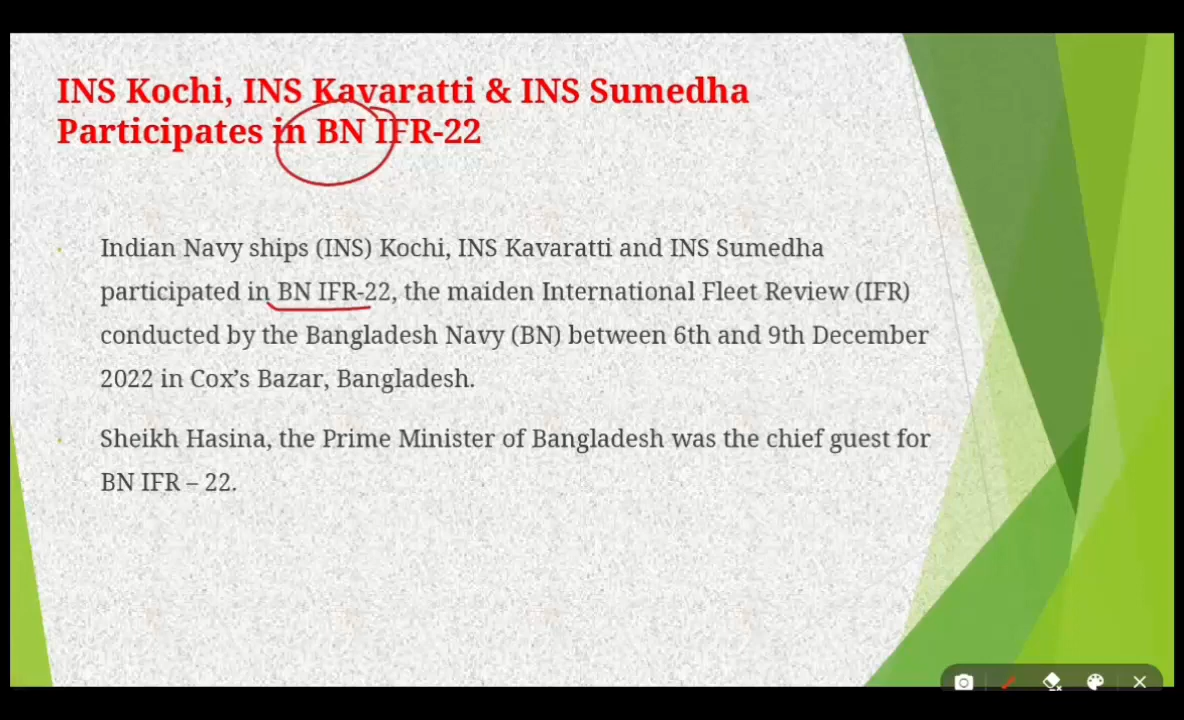 INS Kochi, INS Kavaratti & INS Sumedha
Participates in BN IFR-22
Indian Navy ships (INS) Kochi, INS Kavaratti and INS Sumedha
participated in BN IFR-22, the maiden International Fleet Review (IFR)
conducted by the Bangladesh Navy (BN) between 6th and 9th December
2022 in Cox’s Bazar, Bangladesh.
Sheikh Hasina, the Prime Minister of Bangladesh was the chief guest for
BN IFR – 22.